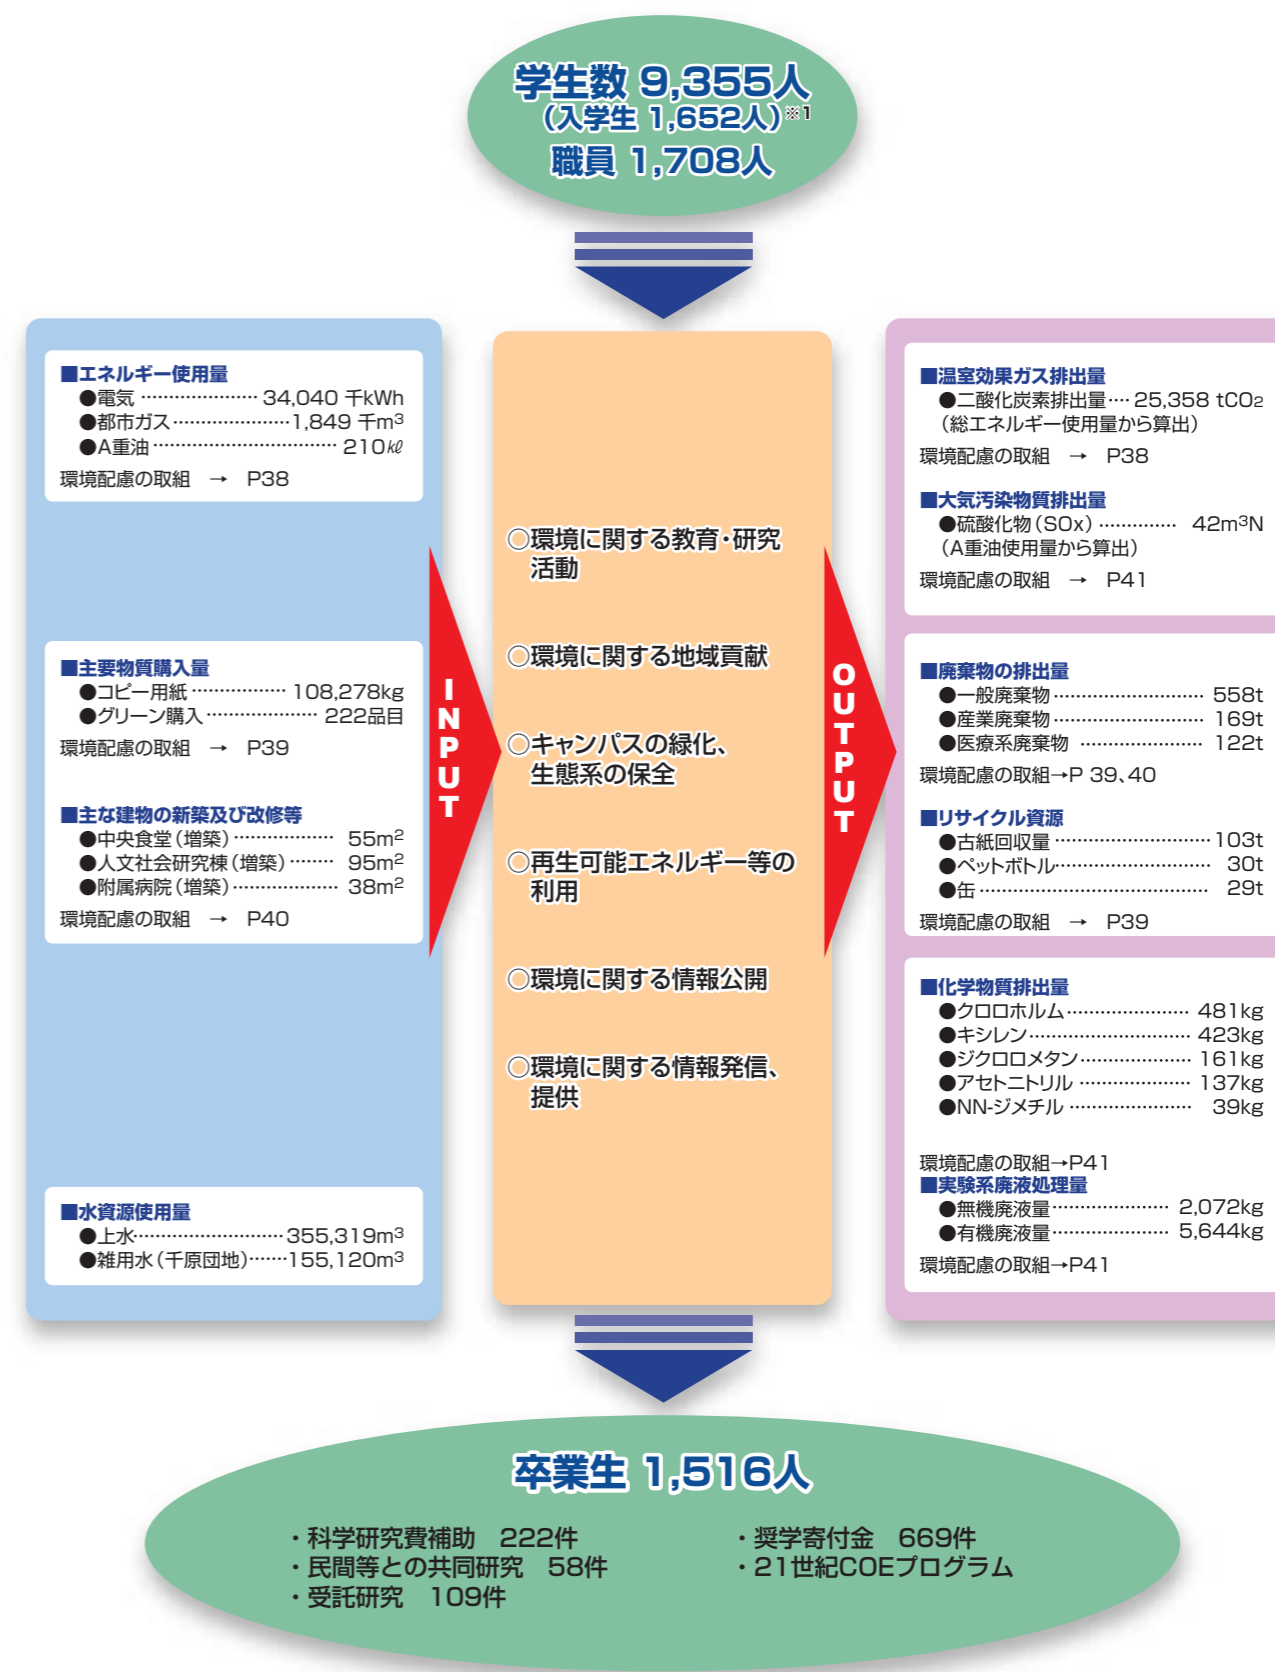 学生数 9,355人
（入学生 1,652人）※1
職員 1,708人
■エネルギー使用量
●電気 ………………… 34,040 千kWh
●都市ガス…………………1,849 千m³
●A重油…………………………… 210㎘
環境配慮の取組 → P38
■主要物質購入量
●コピー用紙……………… 108,278kg
●グリーン購入………………… 222品目
環境配慮の取組 → P39
■主な建物の新築及び改修等
●中央食堂（増築）……………… 55m²
●人文社会研究棟（増築）……… 95m²
●附属病院（増築）……………… 38m²
環境配慮の取組 → P40
■水資源使用量
●上水…………………………355,319m³
●雑用水（千原団地）…….155,120m³
INPUT
○環境に関する教育・研究
活動
○環境に関する地域貢献
○キャンパスの緑化、
生態系の保全
○再生可能エネルギー等の
利用
○環境に関する情報公開
○環境に関する情報発信、
提供
OUTPUT
■温室効果ガス排出量
●二酸化炭素排出量…. 25,358 tCO₂
（総エネルギー使用量から算出）
環境配慮の取組 → P38
■大気汚染物質排出量
●硫酸化物（SOx）………….. 42m³N
（A重油使用量から算出）
環境配慮の取組 → P41
■廃棄物の排出量
●一般廃棄物……………………… 558t
●産業廃棄物……………………… 169t
●医療系廃棄物 …………………. 122t
環境配慮の取組→P 39、40
■リサイクル資源
●古紙回収量………………………103t
●ペットボトル……………………… 30t
●缶………………………………… 29t
環境配慮の取組 → P39
■化学物質排出量
●クロロホルム…………………. 481kg
●キシレン……………………… 423kg
●ジクロロメタン………………. 161kg
●アセトニトリル ………………. 137kg
●NN-ジメチル …………………. 39kg
環境配慮の取組→P41
■実験系廃液処理量
●無機廃液量………………… 2,072kg
●有機廃液量………………… 5,644kg
環境配慮の取組→P41
卒業生 1,516人
・科学研究費補助 222件
・民間等との共同研究 58件
・受託研究 109件
・奨学寄付金 669件
・21世紀COEプログラム